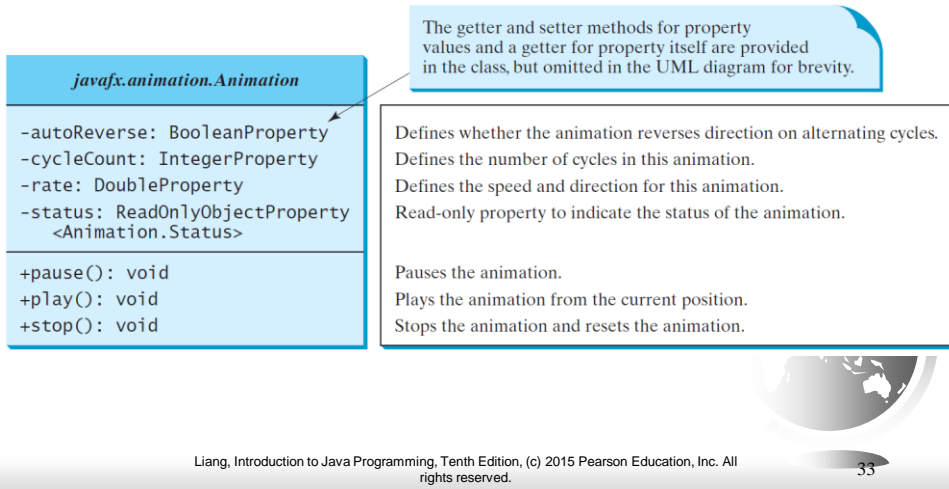 The getter and setter methods for property
values and a getter for property itself are provided
in the class, but omitted in the UML diagram for brevity.
javafx.animation.Animation
-autoReverse: BooleanProperty
Defines whether the animation reverses direction on alternating cycles.
-cycleCount: IntegerProperty
Defines the number of cycles in this animation.
-rate: DoubleProperty
Defines the speed and direction for this animation.
-status: ReadOnlyObjectProperty
<Animation.Status>
Read-only property to indicate the status of the animation.
+pause(): void
Pauses the animation.
+play(): void
Plays the animation from the current position.
+stop(): void
Stops the animation and resets the animation.
Liang, Introduction to Java Programming, Tenth Edition, (c) 2015 Pearson Education, Inc. All
rights reserved.
33